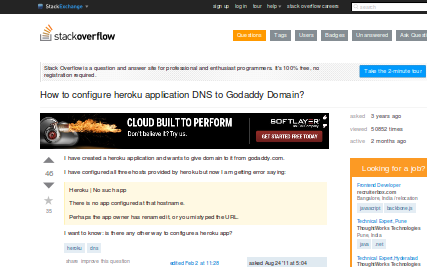 StackExchange
sign up log in tour help stack overflow careers
search
stackoverflow
Questions Tags Users Badges Unanswered Ask Quest
Stack Overflow is a question and answer site for professional and enthusiast programmers. It's 100% free, no
registration required.
Take the 2-minute tour
How to configure heroku application DNS to Godaddy Domain?
CLOUD BUILT TO PERFORM
Don't believe it? Try us.
SOFTLAYER
an IBM Company
GET STARTED FREE TODAY
asked 3 years ago
viewed 50852 times
active 2 months ago
46
35
I have created a heroku application and wants to give domain to it from godaddy.com.
I have configured all three hosts provided by heroku but now I am getting error saying:
Heroku | No such app
There is no app configured at that hostname.
Perhaps the app owner has renamed it, or you mistyped the URL.
I want to know: is there any other way to configure a heroku app?
heroku dns
share improve this question
edited Feb 2 at 11:28
asked Aug 24 '11 at 5:04
Looking for a job?
Frontend Developer
recruiterbox.com
Bangalore, India / relocation
javascript backbone.js
Technical Expert, Pune
ThoughtWorks Technologies
Pune, India
java .net
Technical Expert, Hyderabad
ThoughtWorks Technologies